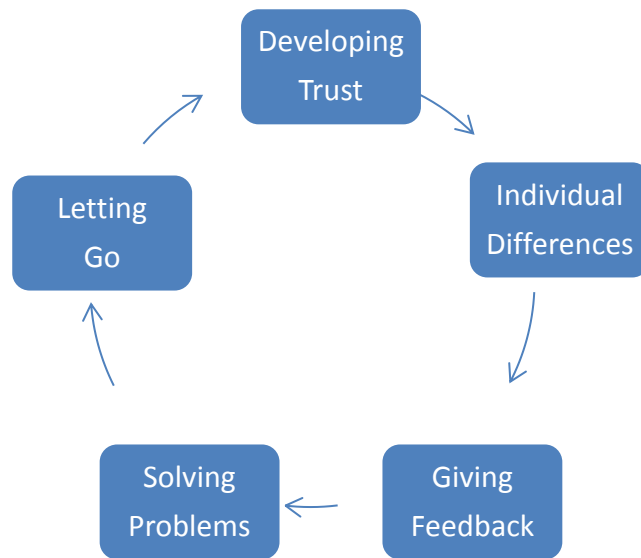 Developing
Trust
Individual
Differences
Giving
Feedback
Solving
Problems
Letting
Go